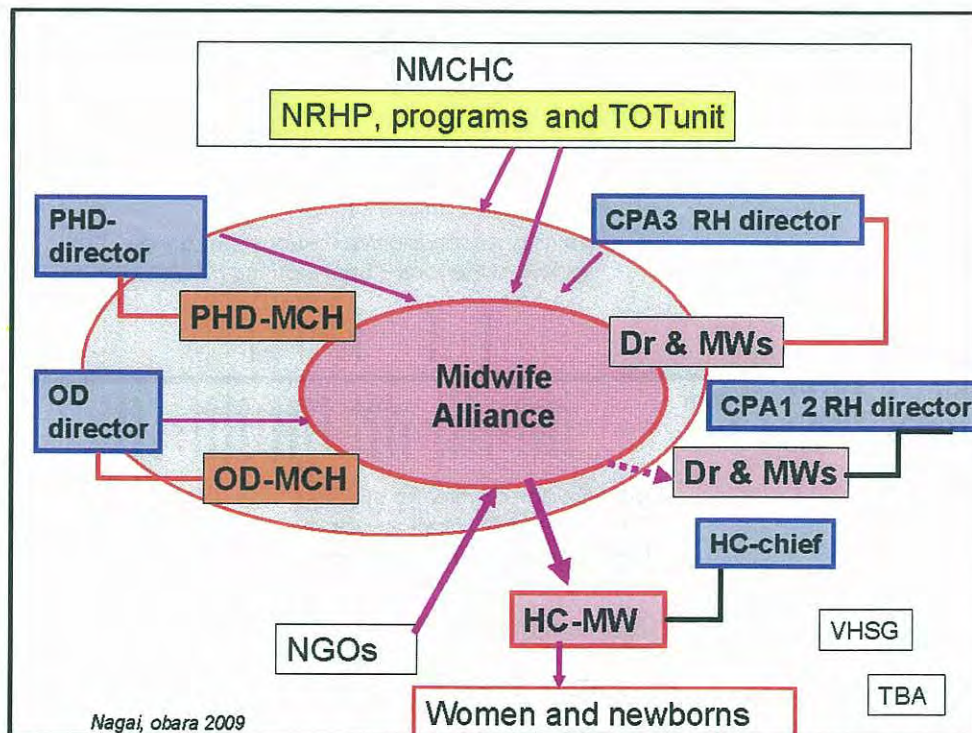 NMCHC
NRHP, programs and TOTunit
PHD-
director
CPA3 RH director
PHD-MCH
Dr & MWs
Midwife
Alliance
OD
director
CPA1 2 RH director
OD-MCH
Dr & MWs
HC-chief
HC-MW
NGOs
VHSG
TBA
Women and newborns
Nagai, obara 2009